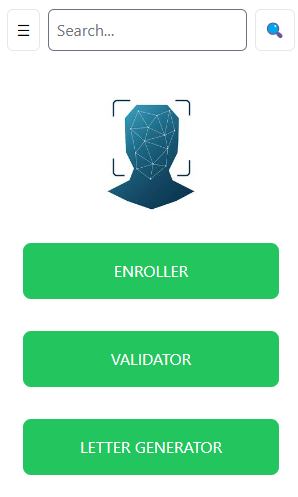 Search...
ENROLLER
VALIDATOR
LETTER GENERATOR